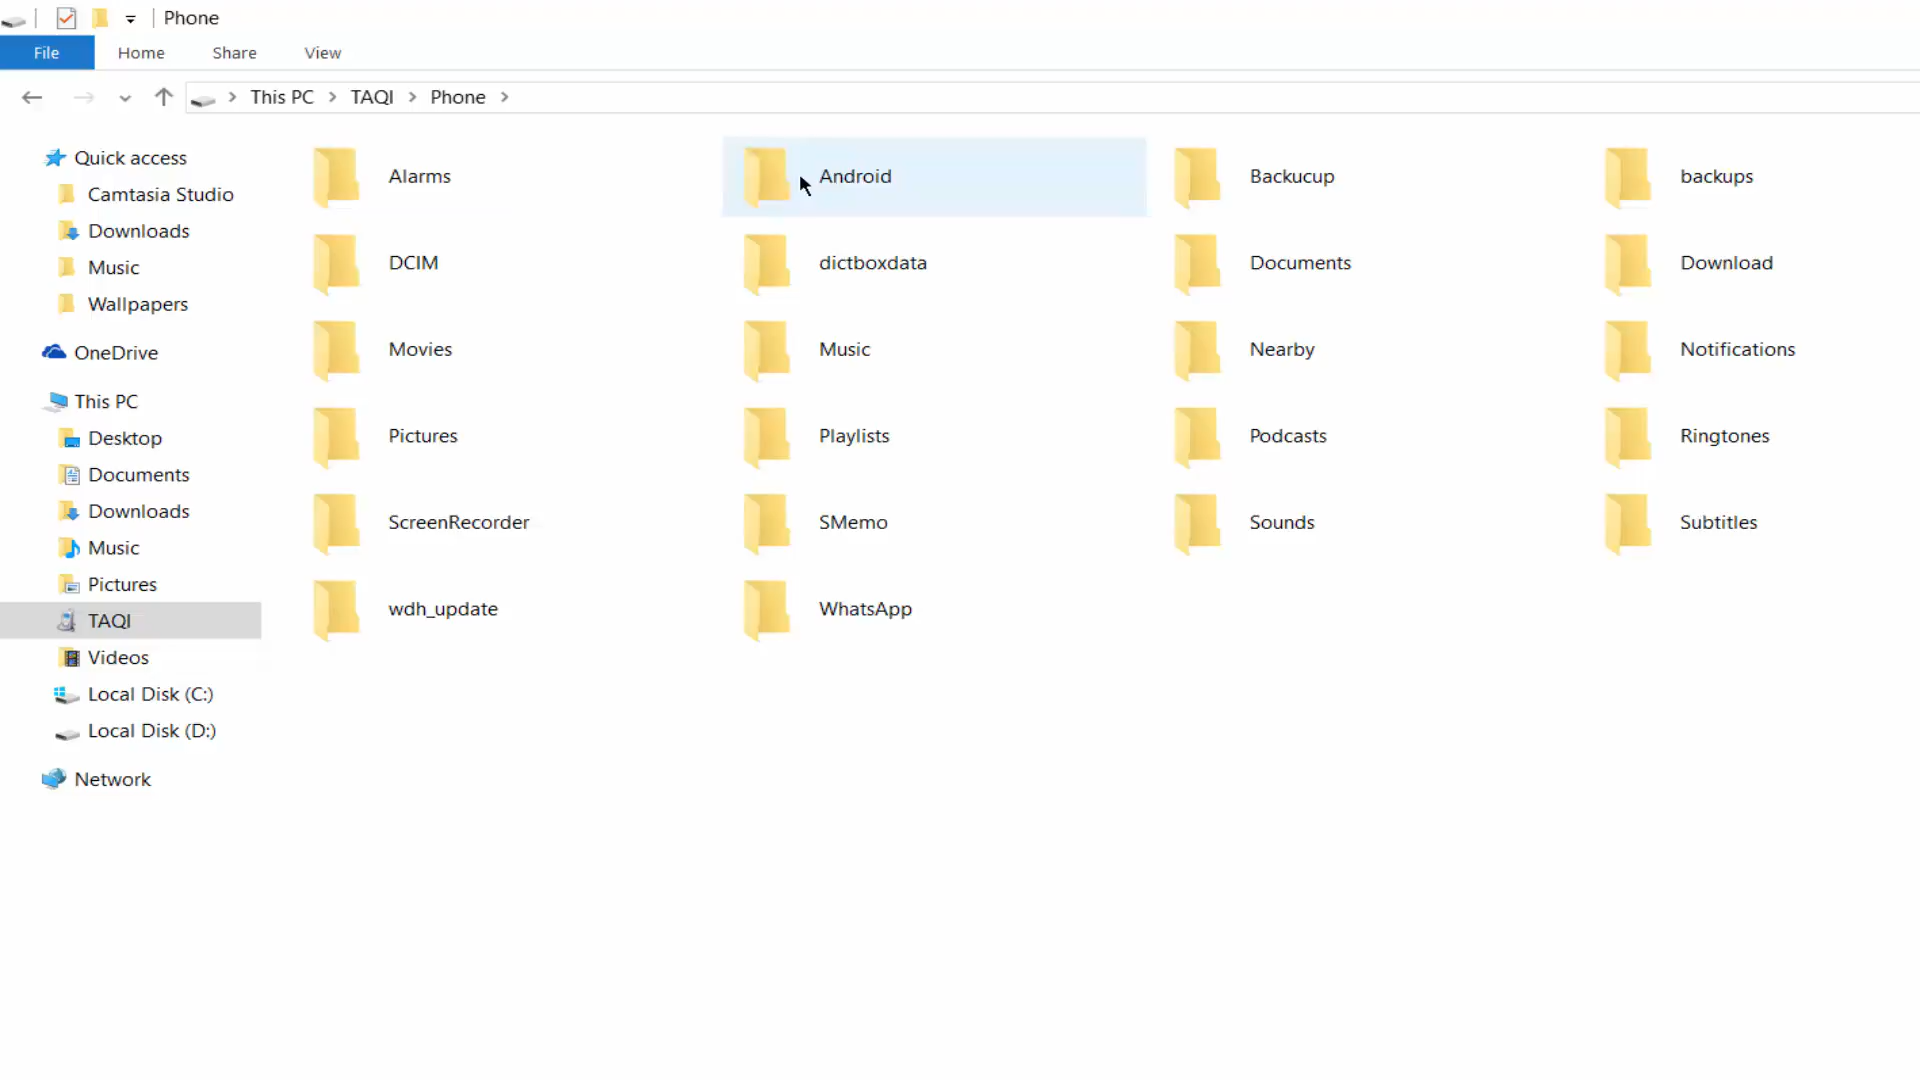 Phone
File Home Share View
This PC TAQI Phone
Quick access
Camtasia Studio
Downloads
Music
Wallpapers
OneDrive
This PC
Desktop
Documents
Downloads
Music
Pictures
TAQI
Videos
Local Disk (C:)
Local Disk (D:)
Network
Alarms Android Backucup backups
DCIM dictboxdata Documents Download
Movies Music Nearby Notifications
Pictures Playlists Podcasts Ringtones
ScreenRecorder SMemo Sounds Subtitles
wdh_update WhatsApp